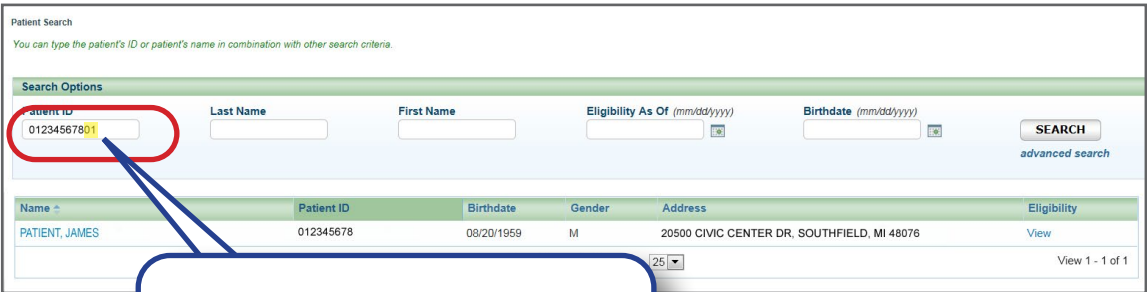 Patient Search
You can type the patient's ID or patient's name in combination with other search criteria.
Search Options
Patient ID Last Name First Name Eligibility As Of (mm/dd/yyyy) Birthdate (mm/dd/yyyy)
01234567801 SEARCH
advanced search
Name Patient ID Birthdate Gender Address Eligibility
PATIENT, JAMES 012345678 08/20/1959 M 20500 CIVIC CENTER DR, SOUTHFIELD, MI 48076 View
25 View 1 - 1 of 1